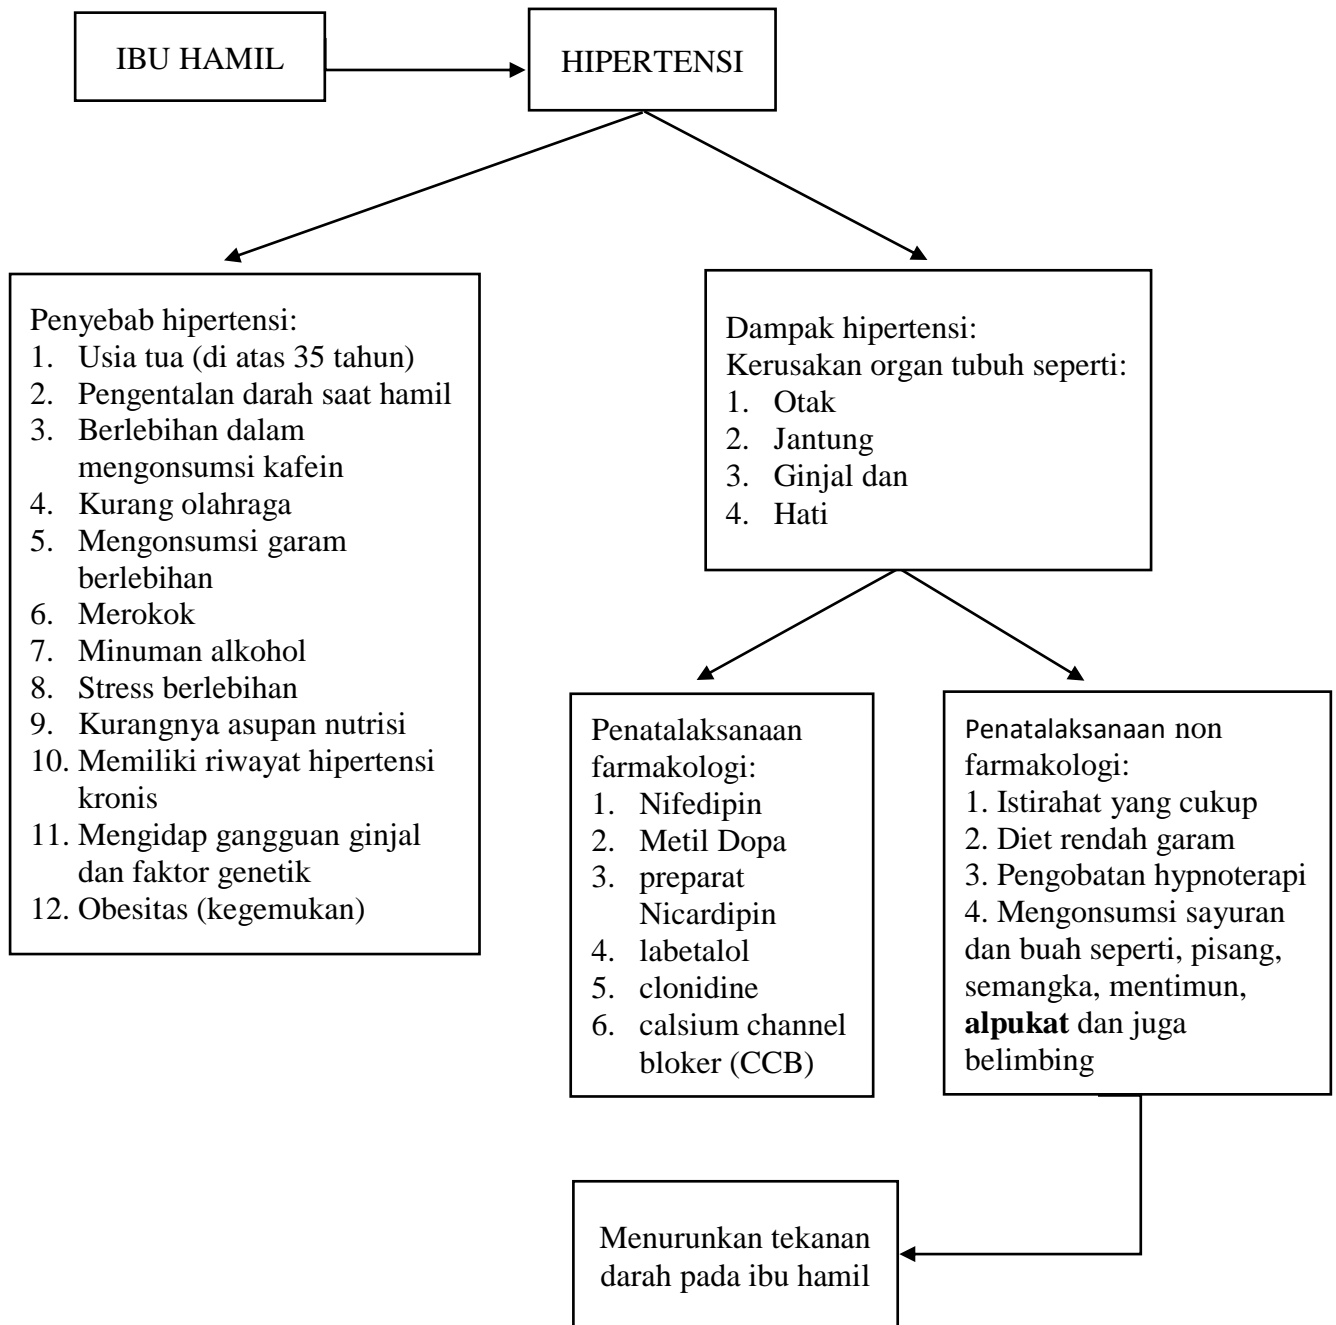 IBU HAMIL
HIPERTENSI
Penyebab hipertensi:
1. Usia tua (di atas 35 tahun)
2. Pengentalan darah saat hamil
3. Berlebihan dalam
mengonsumsi kafein
4. Kurang olahraga
5. Mengonsumsi garam
berlebihan
6. Merokok
7. Minuman alkohol
8. Stress berlebihan
9. Kurangnya asupan nutrisi
10. Memiliki riwayat hipertensi
kronis
11. Mengidap gangguan ginjal
dan faktor genetik
12. Obesitas (kegemukan)
Dampak hipertensi:
Kerusakan organ tubuh seperti:
1. Otak
2. Jantung
3. Ginjal dan
4. Hati
Penatalaksanaan
farmakologi:
1. Nifedipin
2. Metil Dopa
3. preparat
Nicardipin
4. labetalol
5. clonidine
6. calsium channel
bloker (CCB)
Penatalaksanaan non
farmakologi:
1. Istirahat yang cukup
2. Diet rendah garam
3. Pengobatan hypnoterapi
4. Mengonsumsi sayuran
dan buah seperti, pisang,
semangka, mentimun,
alpukat dan juga
belimbing
Menurunkan tekanan
darah pada ibu hamil